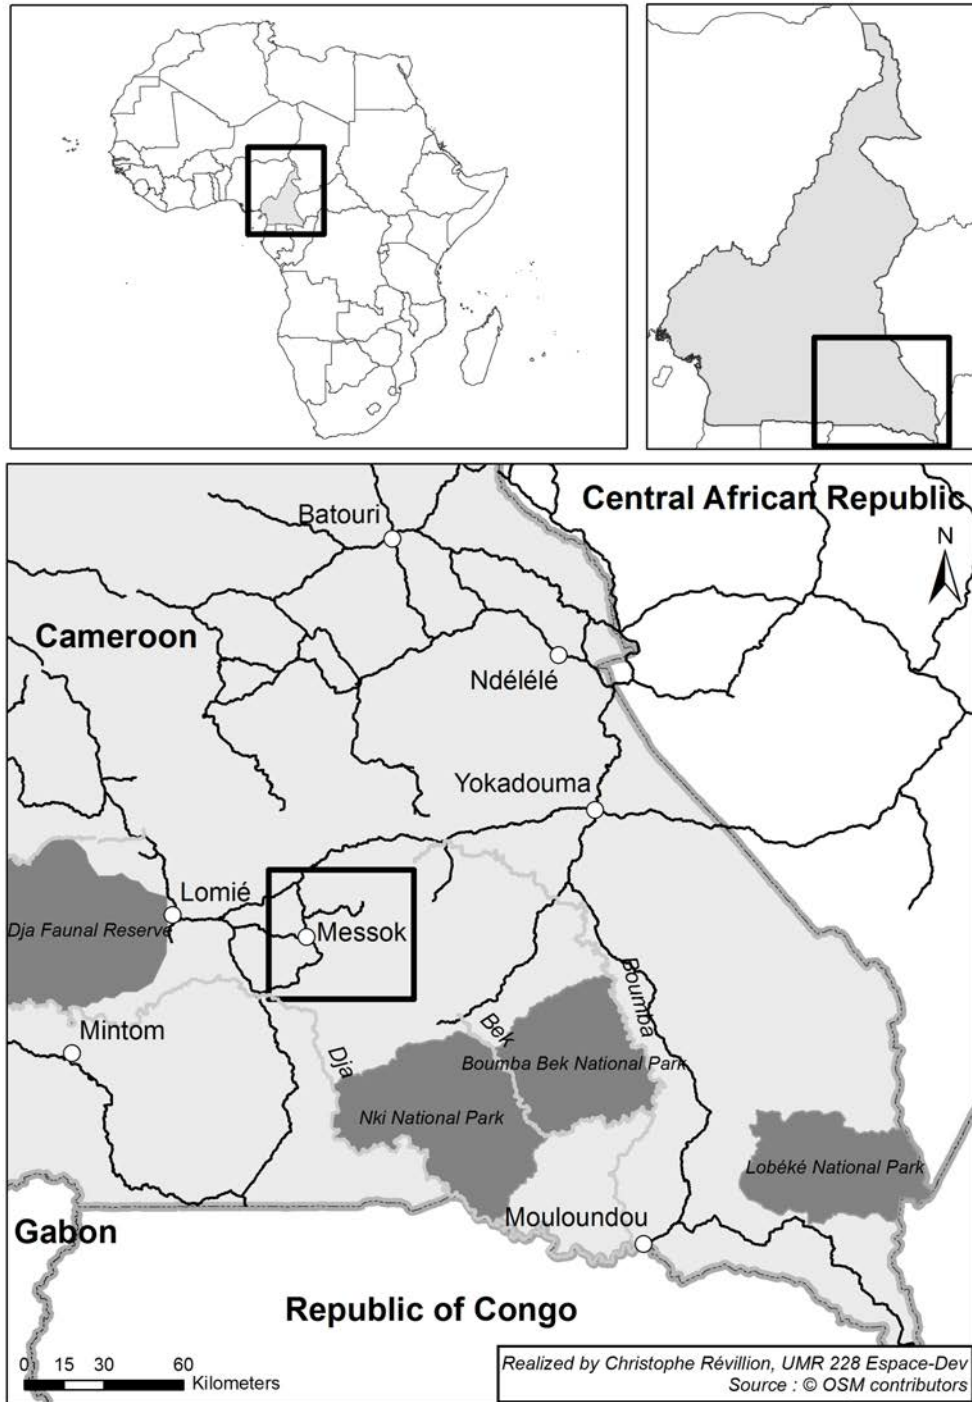 Central African Republic
Batouri
N
Cameroon
Ndélélé
Yokadouma
Lomié
Dja Faunal Reserve
Messok
Boumba
Mintom
Bek
Dja
Boumba Bek National Park
Nki National Park
Lobéké National Park
Mouloundou
Gabon
Republic of Congo
0 15 30 60
Kilometers
Realized by Christophe Révillion, UMR 228 Espace-Dev
Source : © OSM contributors